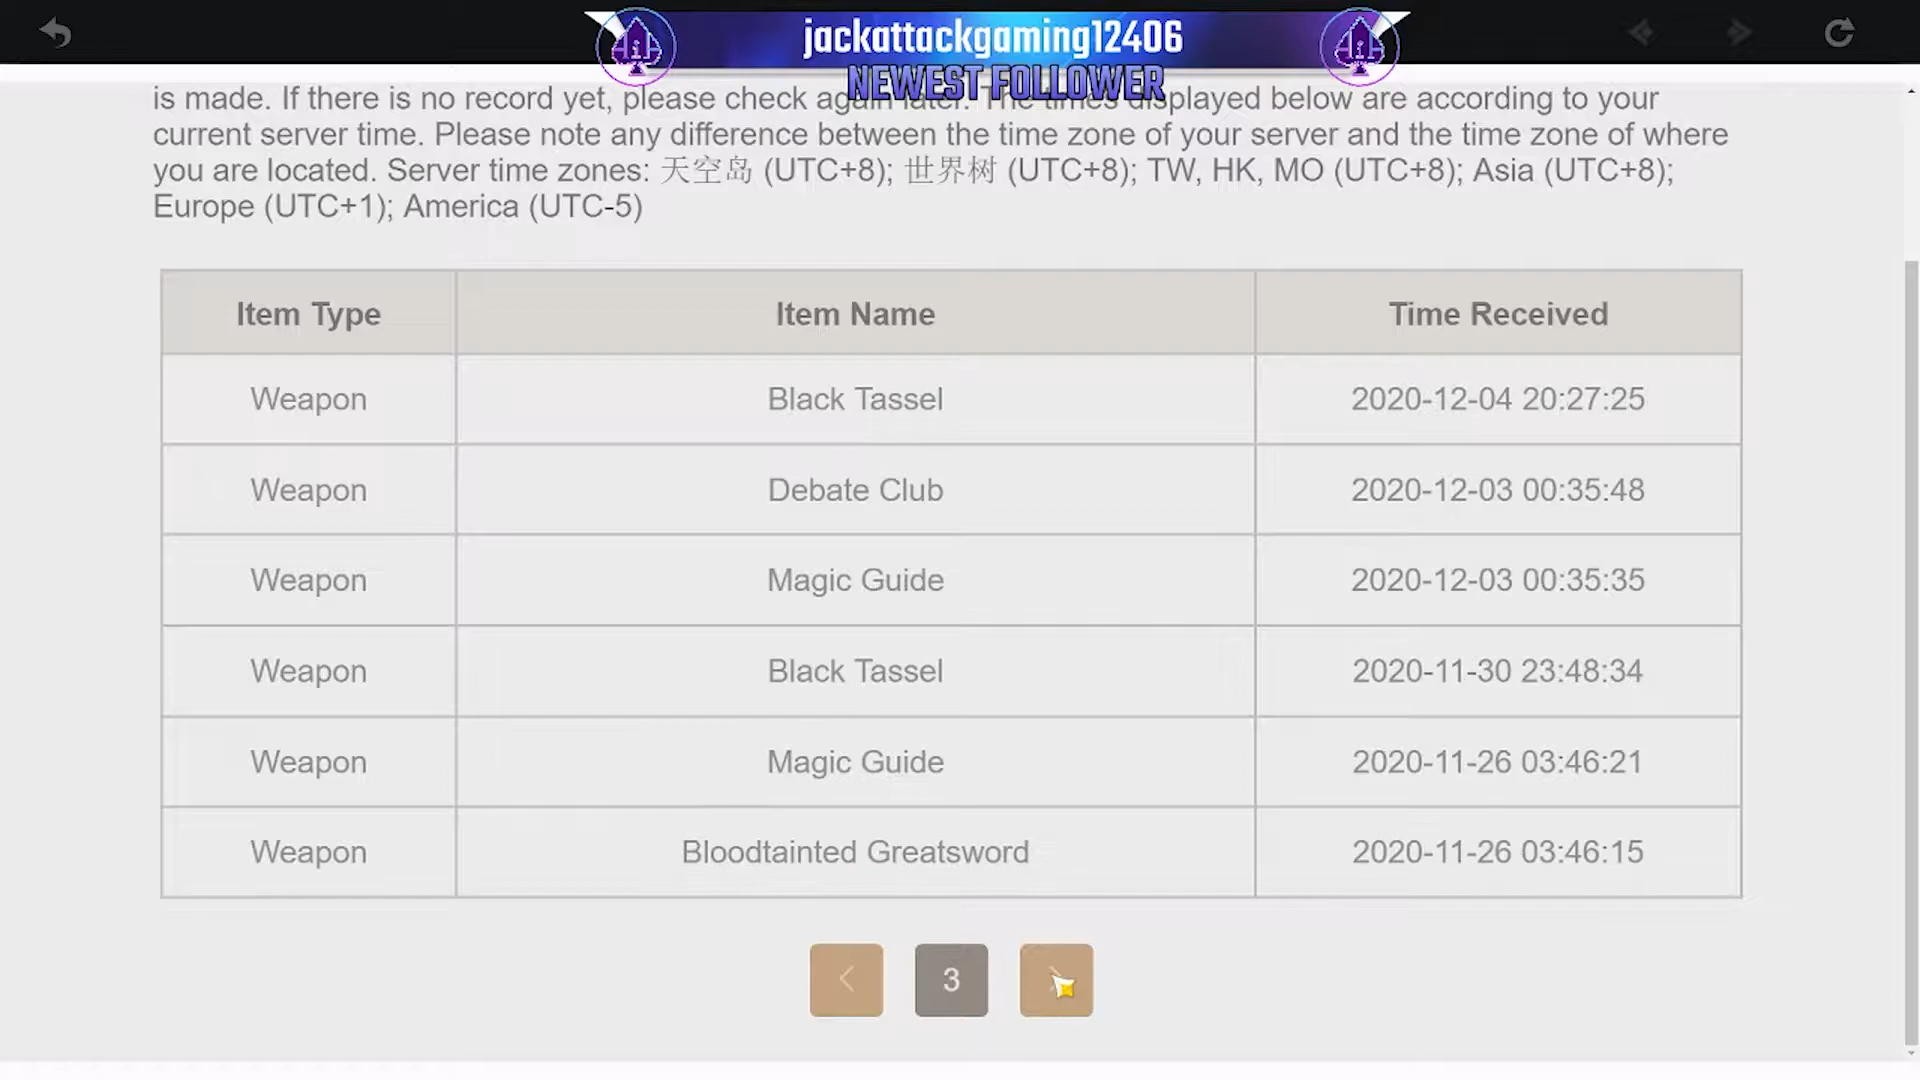 jackattackgaming12406
NEWEST FOLLOWER
is made. If there is no record yet, please check again later. The times displayed below are according to your
current server time. Please note any difference between the time zone of your server and the time zone of where
you are located. Server time zones: 天空岛 (UTC+8); 世界树 (UTC+8); TW, HK, MO (UTC+8); Asia (UTC+8);
Europe (UTC+1); America (UTC-5)
Item Type Item Name Time Received
Weapon Black Tassel 2020-12-04 20:27:25
Weapon Debate Club 2020-12-03 00:35:48
Weapon Magic Guide 2020-12-03 00:35:35
Weapon Black Tassel 2020-11-30 23:48:34
Weapon Magic Guide 2020-11-26 03:46:21
Weapon Bloodtainted Greatsword 2020-11-26 03:46:15
3